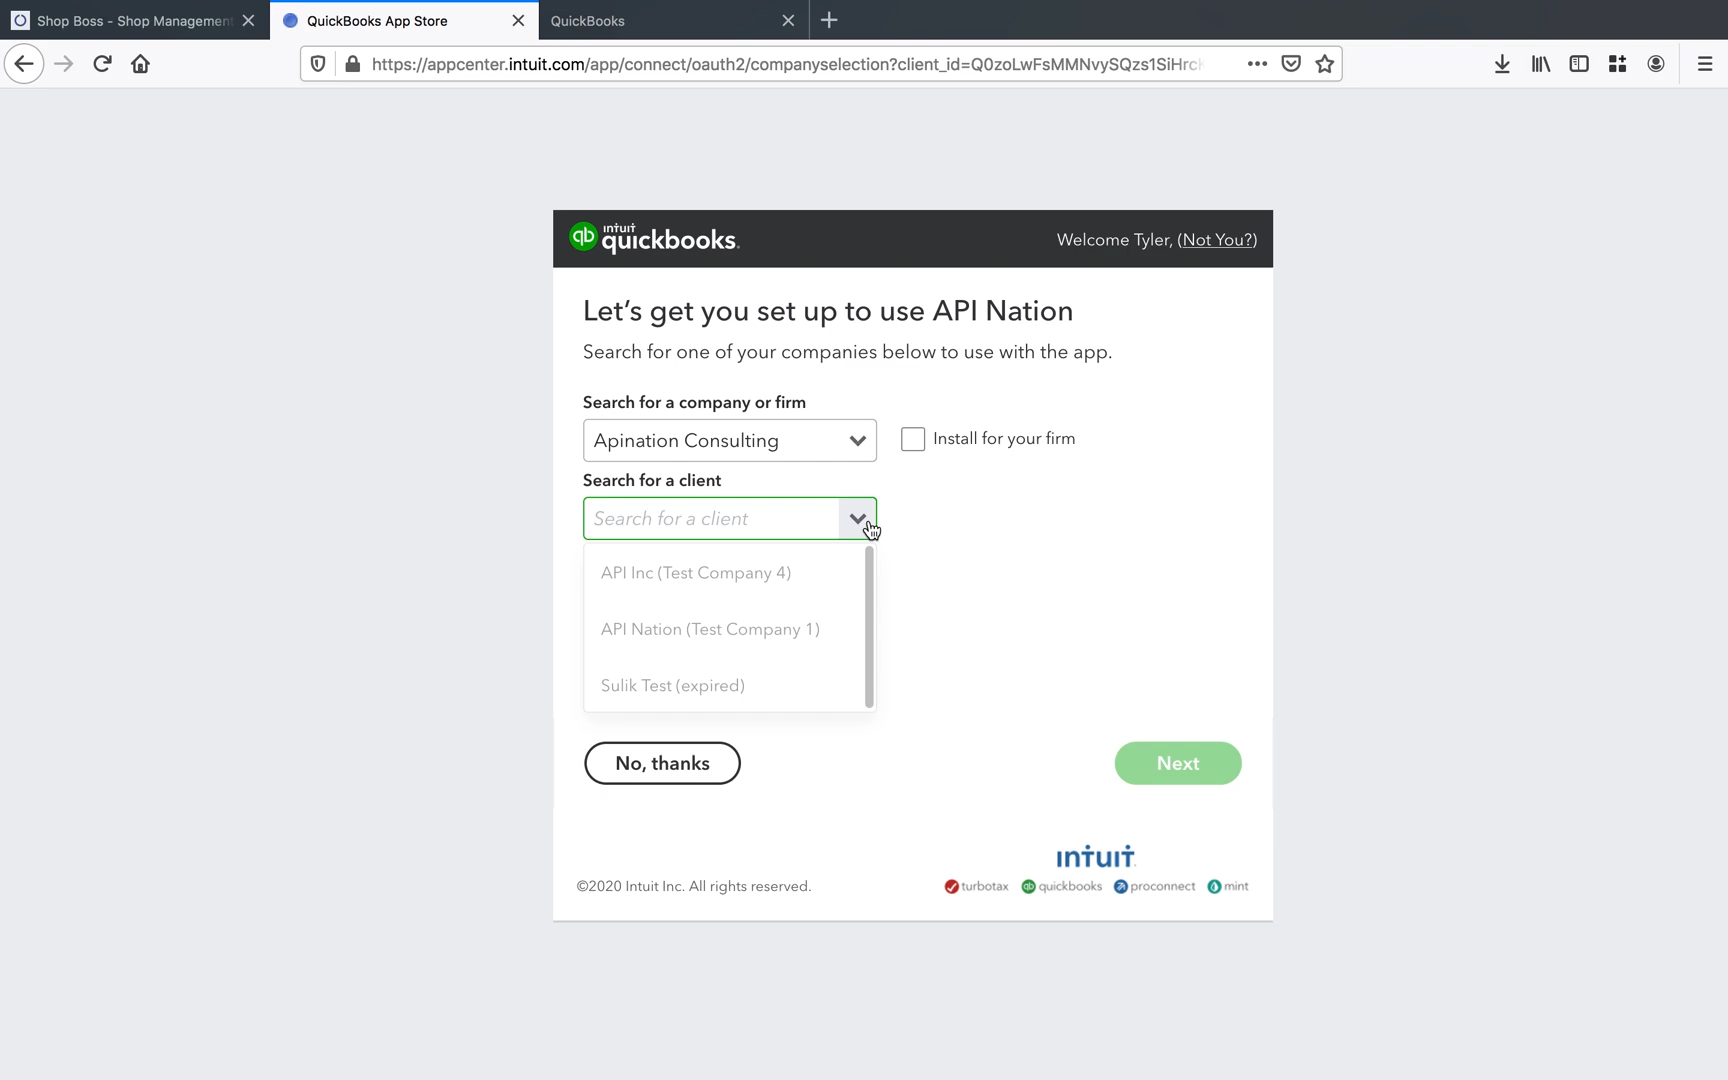 Shop Boss - Shop Management
QuickBooks App Store
QuickBooks
https://appcenter.intuit.com/app/connect/oauth2/companyselection?client_id=Q0zoLwFsMMNvySQzs1SiHrc
intuit
quickbooks.
Welcome Tyler, (Not You?)
Let's get you set up to use API Nation
Search for one of your companies below to use with the app.
Search for a company or firm
Apination Consulting
Install for your firm
Search for a client
Search for a client
API Inc (Test Company 4)
API Nation (Test Company 1)
Sulik Test (expired)
No, thanks
Next
intuit.
©2020 Intuit Inc. All rights reserved.
turbotax quickbooks proconnect mint